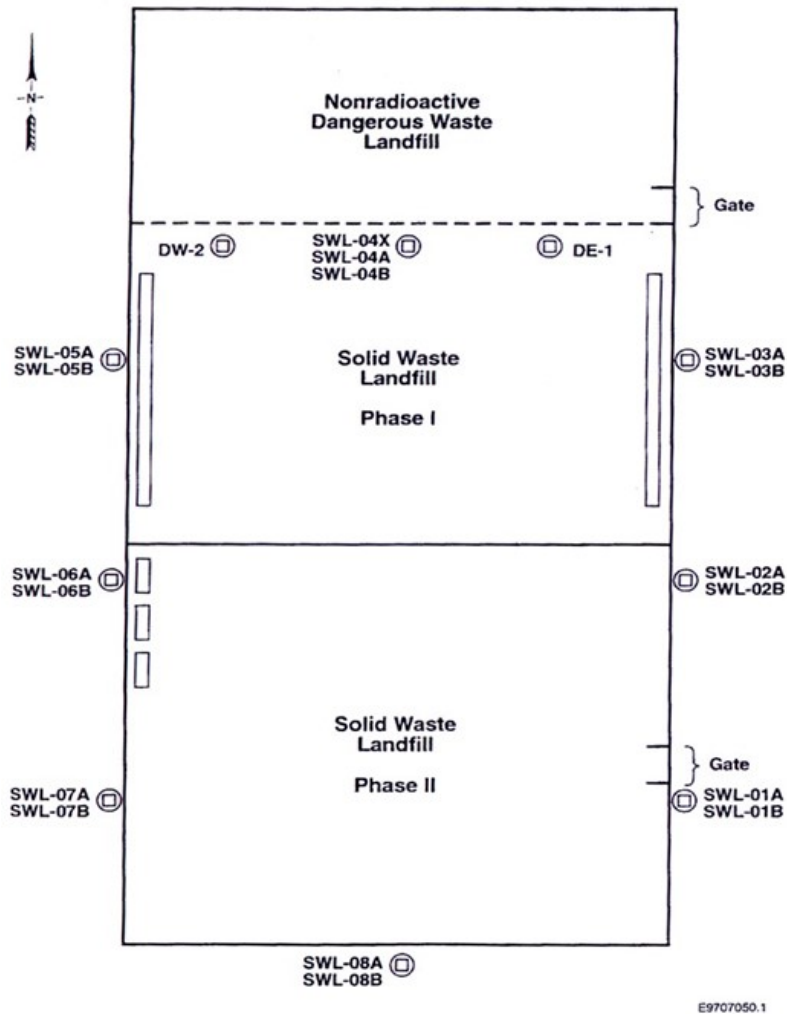 -N-
Nonradioactive
Dangerous Waste
Landfill
Gate
DW-2
SWL-04X
SWL-04A
SWL-04B
DE-1
SWL-05A
SWL-05B
Solid Waste
Landfill
Phase I
SWL-03A
SWL-03B
SWL-06A
SWL-06B
SWL-02A
SWL-02B
Solid Waste
Landfill
Phase II
Gate
SWL-07A
SWL-07B
SWL-01A
SWL-01B
SWL-08A
SWL-08B
E9707050.1